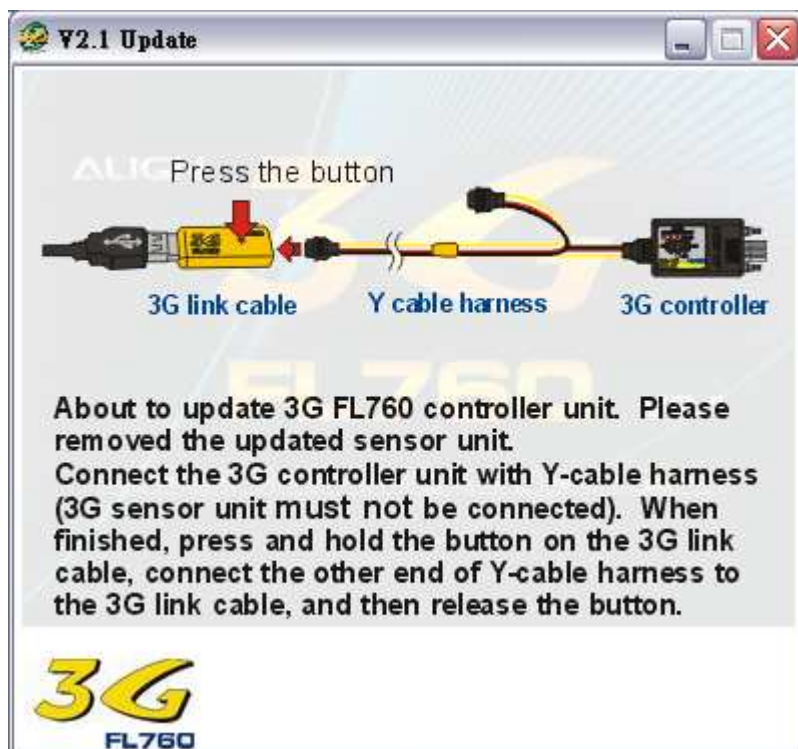 V2.1 Update
ALIGN
Press the button
3G link cable
Y cable harness
3G controller
3G
FL760
About to update 3G FL760 controller unit. Please
removed the updated sensor unit.
Connect the 3G controller unit with Y-cable harness
(3G sensor unit must not be connected). When
finished, press and hold the button on the 3G link
cable, connect the other end of Y-cable harness to
the 3G link cable, and then release the button.
3G
FL760